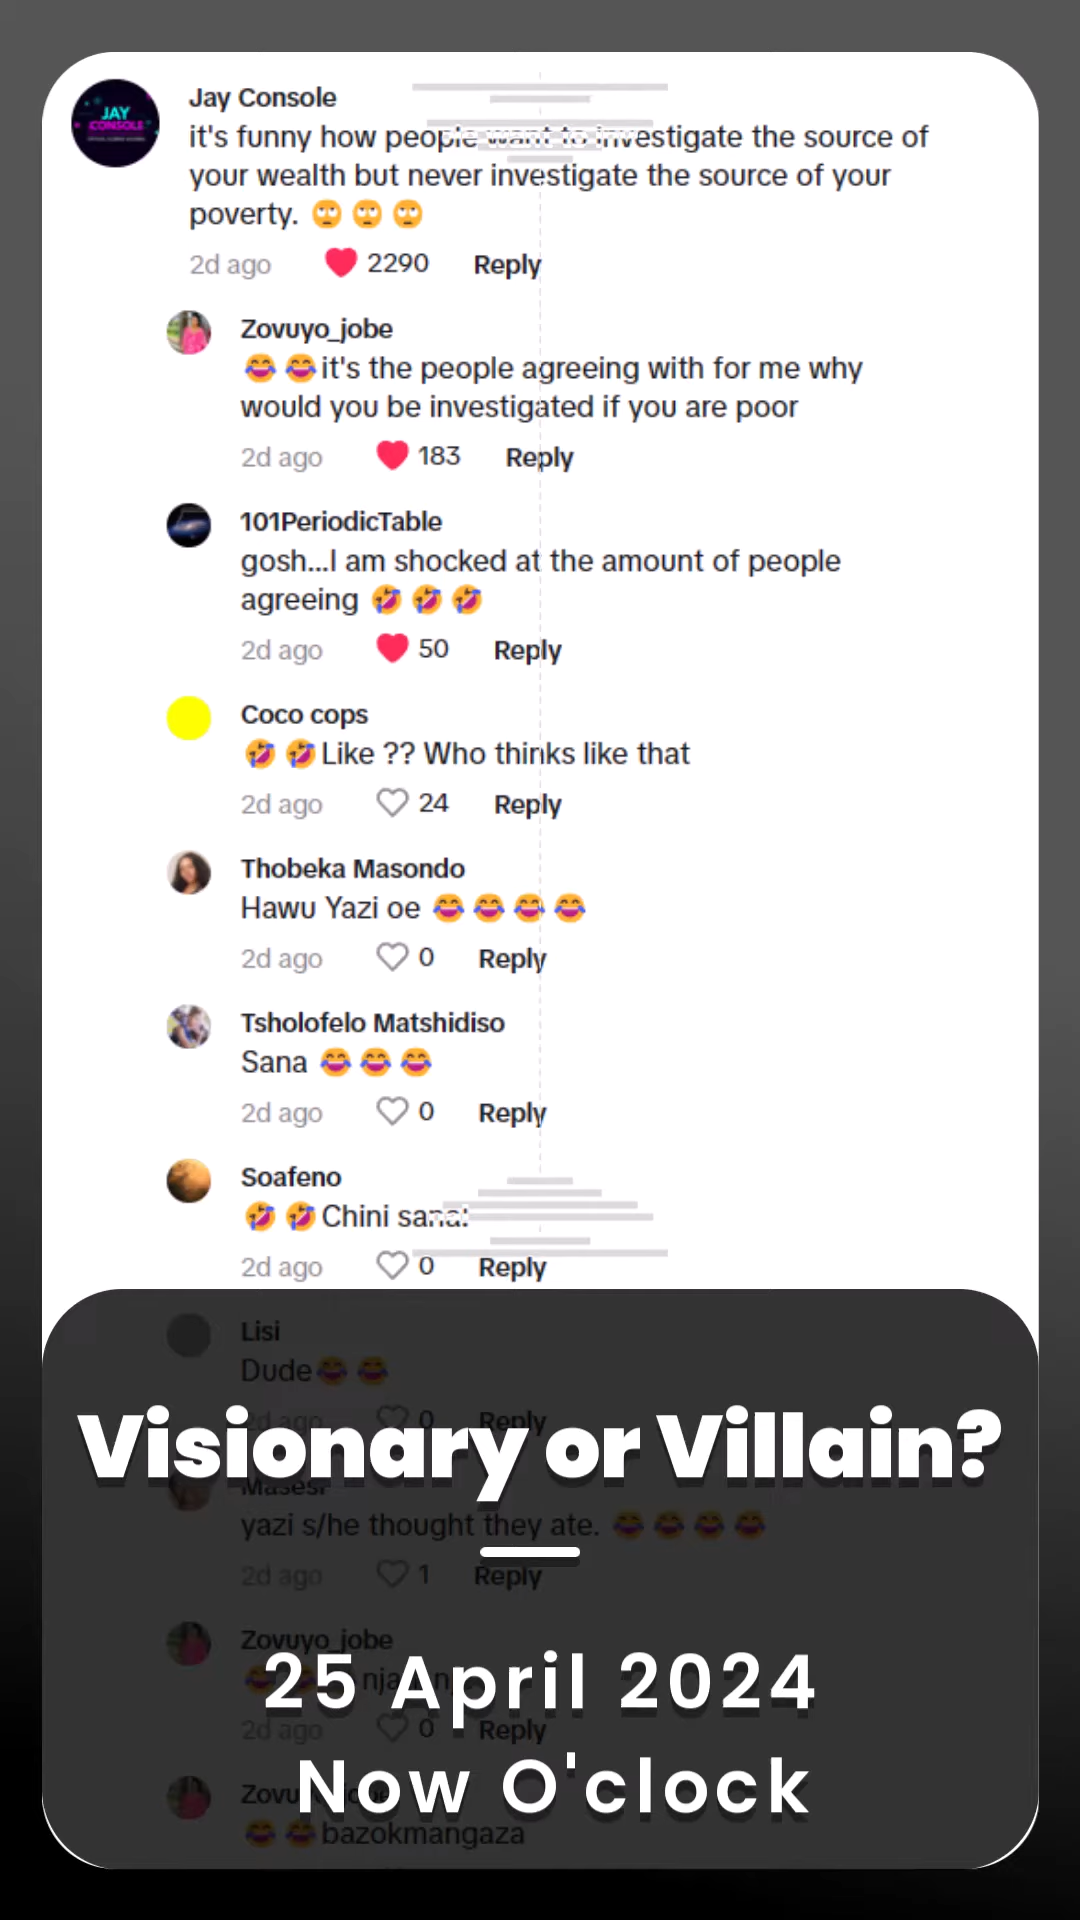 JAY
CONSOLE
Jay Console
it's funny how people want to investigate the source of
your wealth but never investigate the source of your
poverty. 🙄 🙄 🙄
2d ago 2290 Reply
Zovuyo_jobe
😂 😂it's the people agreeing with for me why
would you be investigated if you are poor
2d ago 183 Reply
101PeriodicTable
gosh...I am shocked at the amount of people
agreeing 🤣 🤣 🤣
2d ago 50 Reply
Coco cops
🤣 🤣Like ?? Who thinks like that
2d ago 24 Reply
Thobeka Masondo
Hawu Yazi oe 😂 😂 😂 😂
2d ago 0 Reply
Tsholofelo Matshidiso
Sana 😂 😂 😂
2d ago 0 Reply
Soafeno
🤣 🤣Chini sana!
2d ago 0 Reply
Lisi
Dude😂 😂
2d ago 0 Reply
Visionary or Villain?
yazi s/he thought they ate. 😂 😂 😂 😂
2d ago 1 Reply
Zovuyo_jobe
25 April 2024
2d ago 0 Reply
Now O'clock
😂 😂bazokmangaza